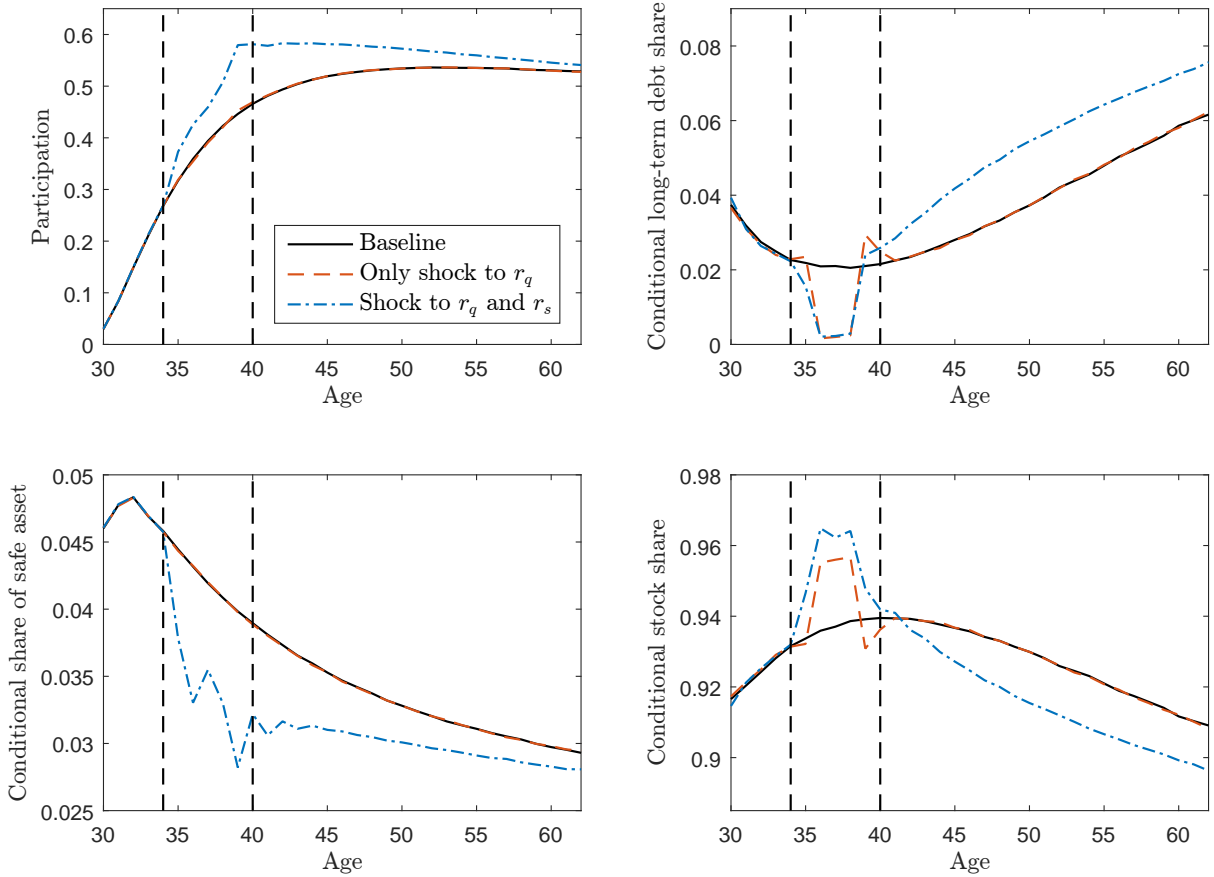 Participation
0.6
0.5
0.4
0.3
0.2
0.1
0
30 35 40 45 50 55 60
Age
Baseline
Only shock to r_q
Shock to r_q and r_s
Conditional long-term debt share
0.08
0.06
0.04
0.02
0
30 35 40 45 50 55 60
Age
Conditional share of safe asset
0.05
0.045
0.04
0.035
0.03
0.025
30 35 40 45 50 55 60
Age
Conditional stock share
0.98
0.96
0.94
0.92
0.9
30 35 40 45 50 55 60
Age